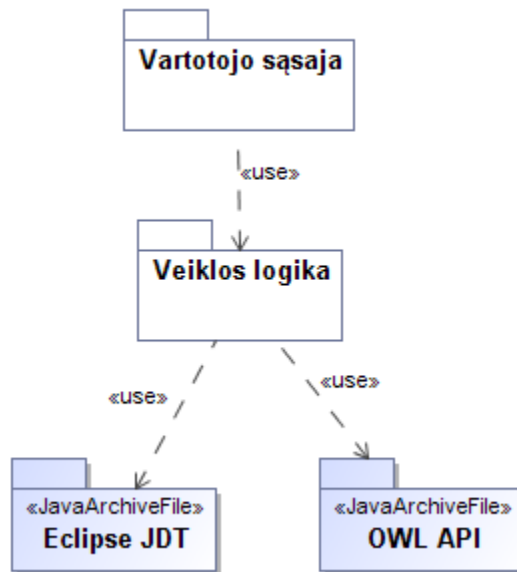 Vartotojo sąsaja
«use»
Veiklos logika
«use»
«use»
«JavaArchiveFile»
Eclipse JDT
«JavaArchiveFile»
OWL API